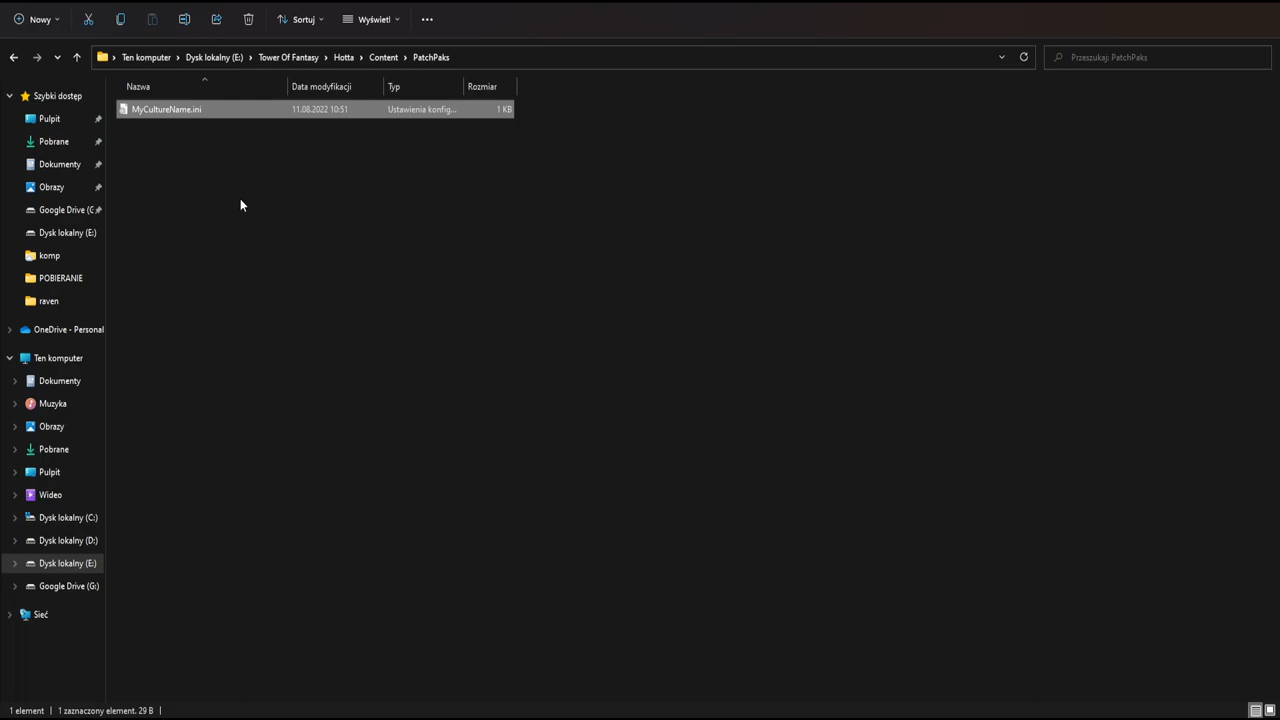 Nowy Sortuj Wyświetl
Ten komputer Dysk lokalny (E:) Tower Of Fantasy Hotta Content PatchPaks Przeszukaj: PatchPaks
Nazwa Data modyfikacji Typ Rozmiar
MyCultureName.ini 11.08.2022 10:51 Ustawienia konfig... 1 KB
Szybki dostęp
Pulpit
Pobrane
Dokumenty
Obrazy
Google Drive (G
Dysk lokalny (E:)
komp
POBIERANIE
raven
OneDrive - Personal
Ten komputer
Dokumenty
Muzyka
Obrazy
Pobrane
Pulpit
Wideo
Dysk lokalny (C:)
Dysk lokalny (D:)
Dysk lokalny (E:)
Google Drive (G:)
Sieć
1 element 1 zaznaczony element. 29 B